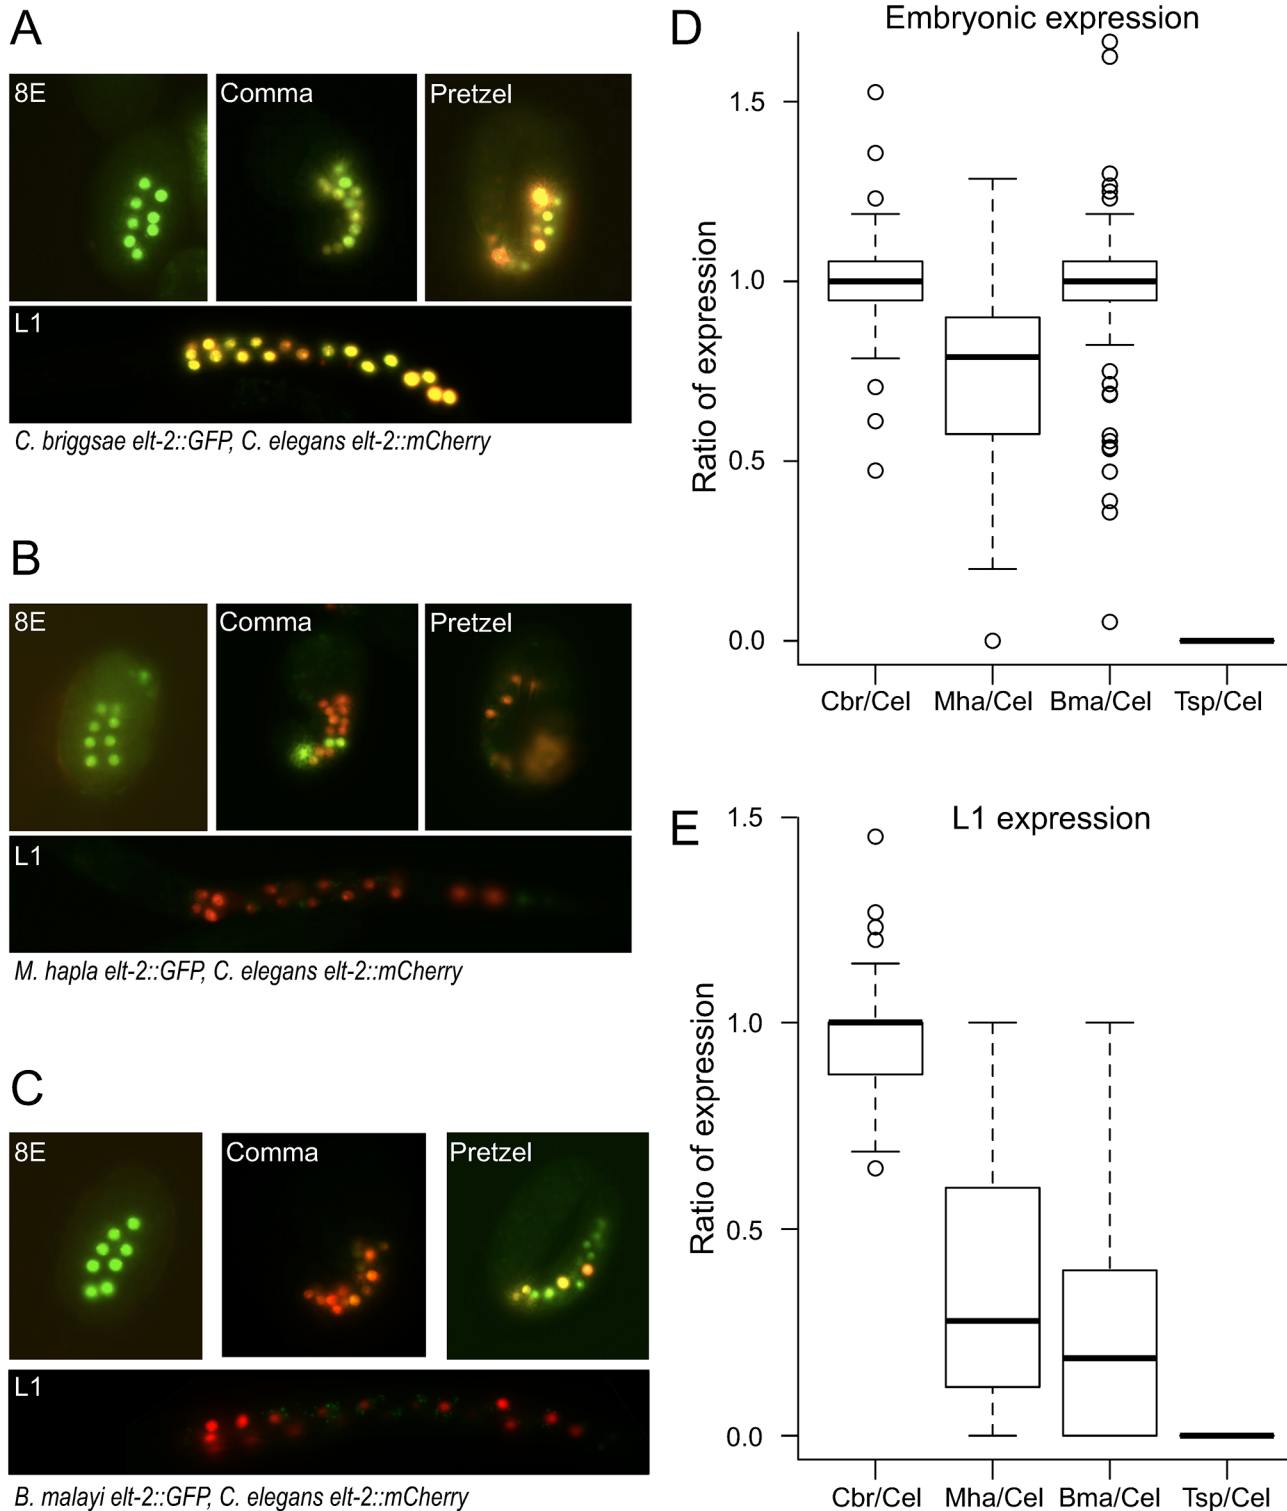 A
8E
Comma
Pretzel
L1
C. briggsae elt-2::GFP, C. elegans elt-2::mCherry
B
8E
Comma
Pretzel
L1
M. hapla elt-2::GFP, C. elegans elt-2::mCherry
C
8E
Comma
Pretzel
L1
B. malayi elt-2::GFP, C. elegans elt-2::mCherry
D
Embryonic expression
Ratio of expression
1.5
1.0
0.5
0.0
Cbr/Cel Mha/Cel Bma/Cel Tsp/Cel
E
L1 expression
Ratio of expression
1.5
1.0
0.5
0.0
Cbr/Cel Mha/Cel Bma/Cel Tsp/Cel